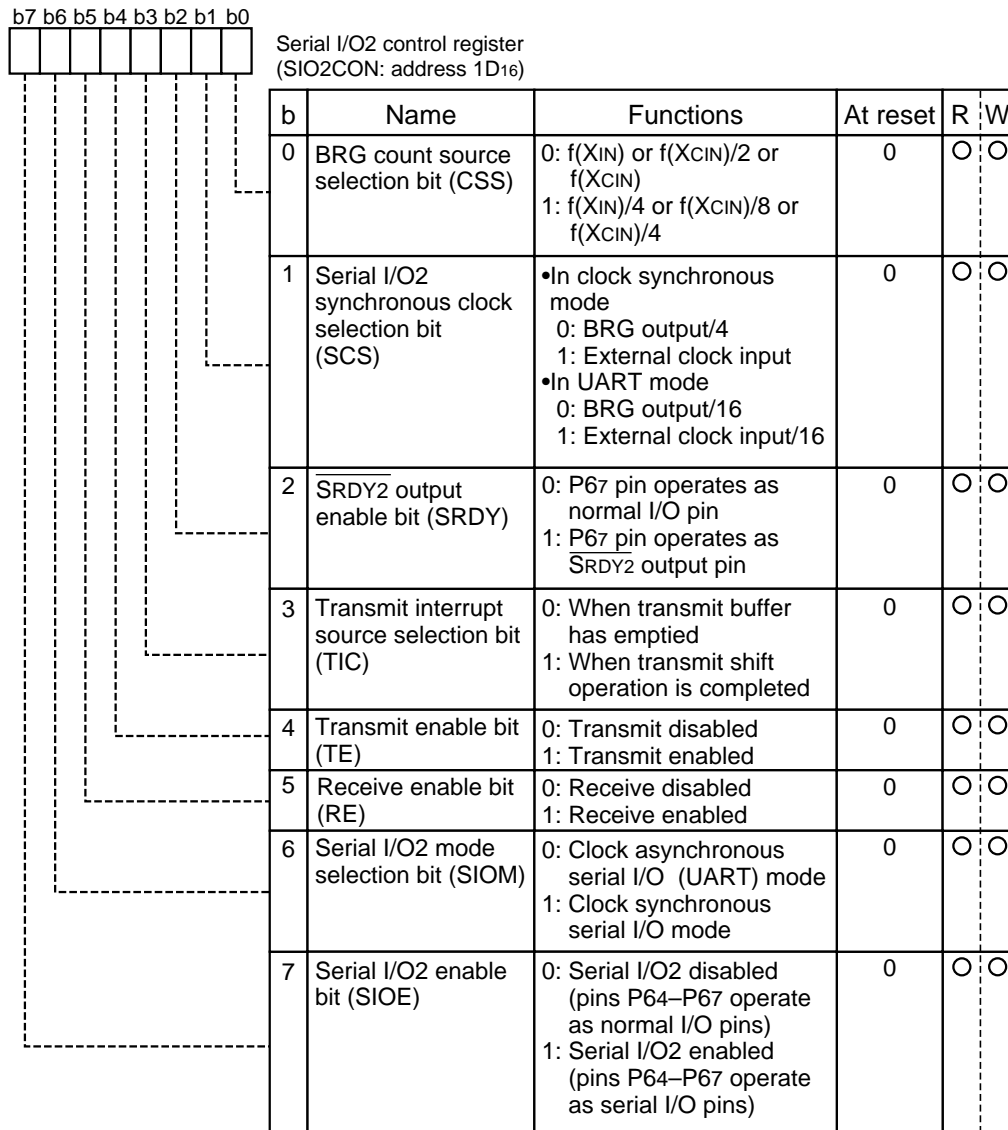 b7 b6 b5 b4 b3 b2 b1 b0
Serial I/O2 control register
(SIO2CON: address 1D16)
b Name Functions At reset R W
0 BRG count source selection bit (CSS)
0: f(XIN) or f(XCIN)/2 or
f(XCIN)
1: f(XIN)/4 or f(XCIN)/8 or
f(XCIN)/4
0 O O
1 Serial I/O2
synchronous clock
selection bit
(SCS)
•In clock synchronous
mode
0: BRG output/4
1: External clock input
•In UART mode
0: BRG output/16
1: External clock input/16
0 O O
2 SRDY2 output
enable bit (SRDY)
0: P67 pin operates as
normal I/O pin
1: P67 pin operates as
SRDY2 output pin
0 O O
3 Transmit interrupt
source selection bit
(TIC)
0: When transmit buffer
has emptied
1: When transmit shift
operation is completed
0 O O
4 Transmit enable bit
(TE)
0: Transmit disabled
1: Transmit enabled
0 O O
5 Receive enable bit
(RE)
0: Receive disabled
1: Receive enabled
0 O O
6 Serial I/O2 mode
selection bit (SIOM)
0: Clock asynchronous
serial I/O (UART) mode
1: Clock synchronous
serial I/O mode
0 O O
7 Serial I/O2 enable
bit (SIOE)
0: Serial I/O2 disabled
(pins P64–P67 operate
as normal I/O pins)
1: Serial I/O2 enabled
(pins P64–P67 operate
as serial I/O pins)
0 O O